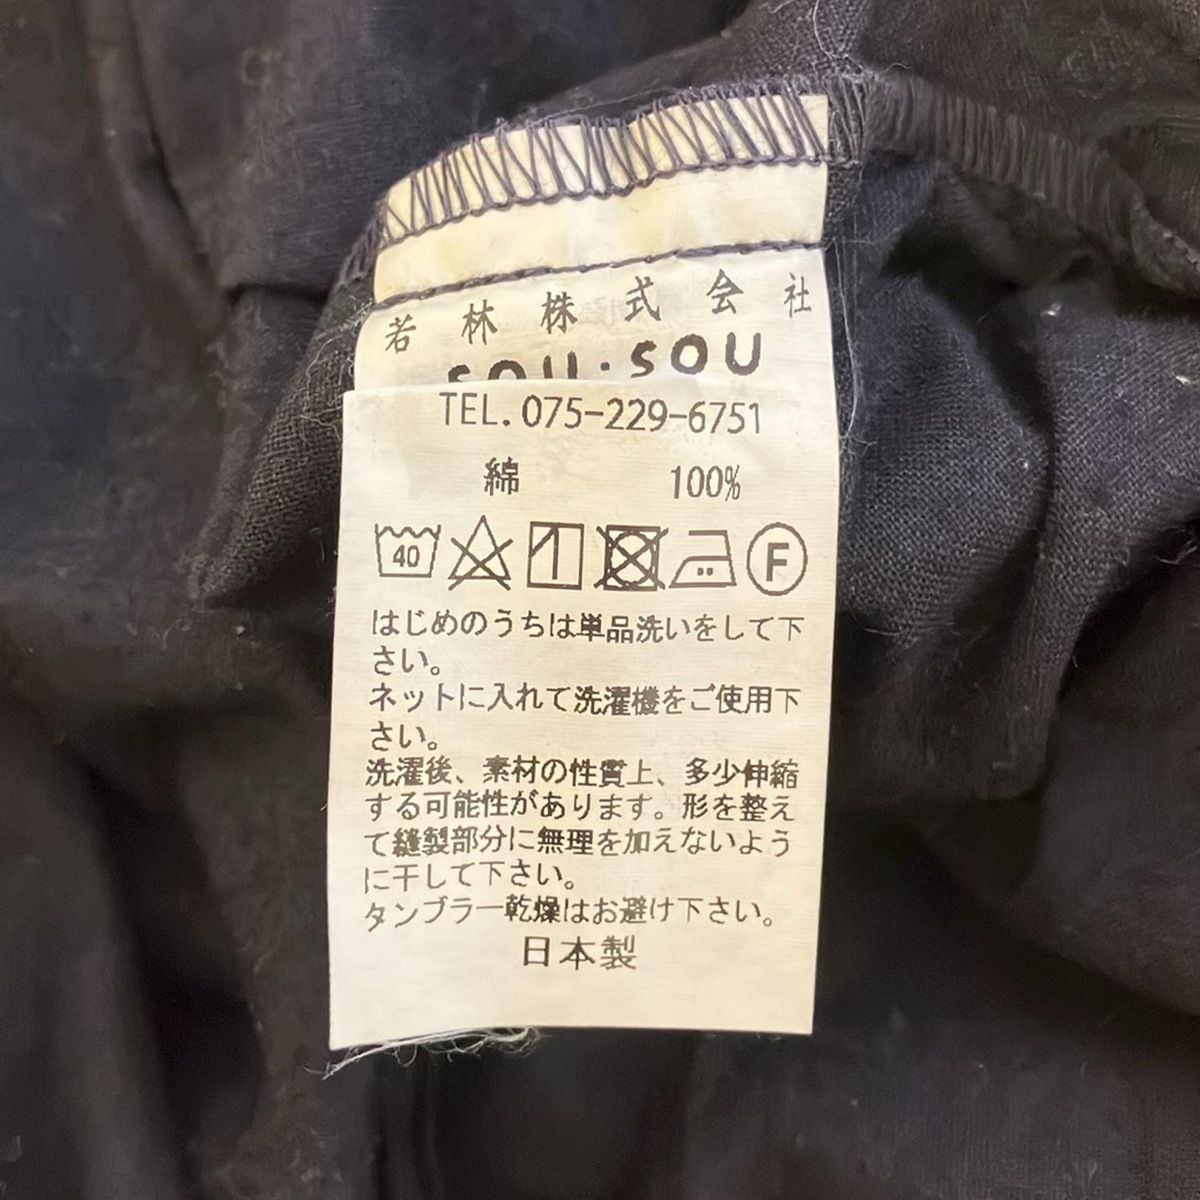 若林株式会社
SOU・SOU
TEL. 075-229-6751
綿 100%
40
F
はじめのうちは単品洗いをして下
さい。
ネットに入れて洗濯機をご使用下
さい。
洗濯後、素材の性質上、多少伸縮
する可能性があります。形を整え
て縫製部分に無理を加えないよう
に干して下さい。
タンブラー乾燥はお避け下さい。
日本製